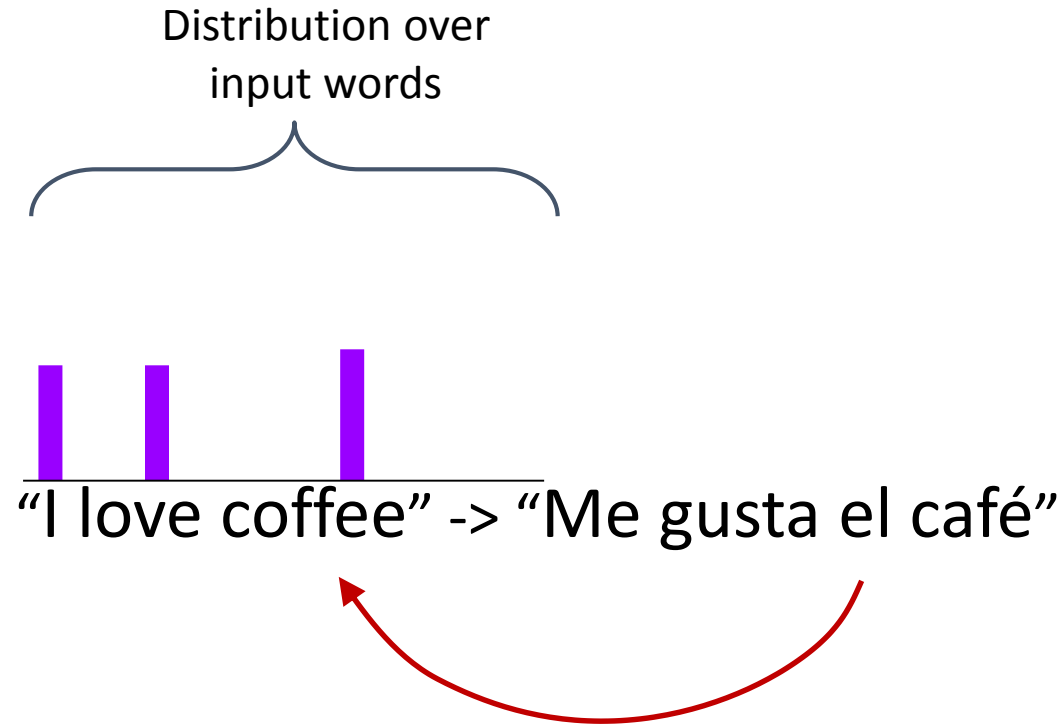 Distribution over
input words
“I love coffee” -> “Me gusta el café”